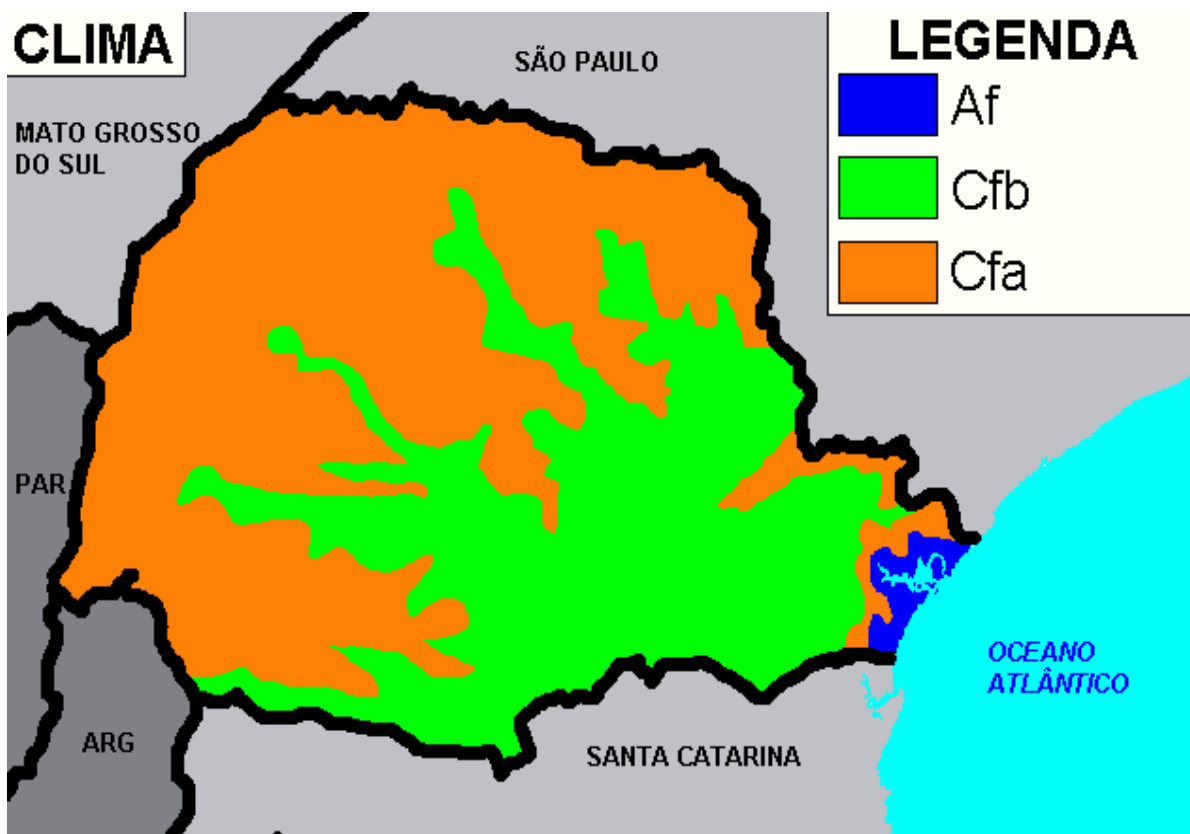 CLIMA
SÃO PAULO
LEGENDA
Af
Cfb
Cfa
MATO GROSSO
DO SUL
PAR
OCEANO
ATLÂNTICO
ARG
SANTA CATARINA